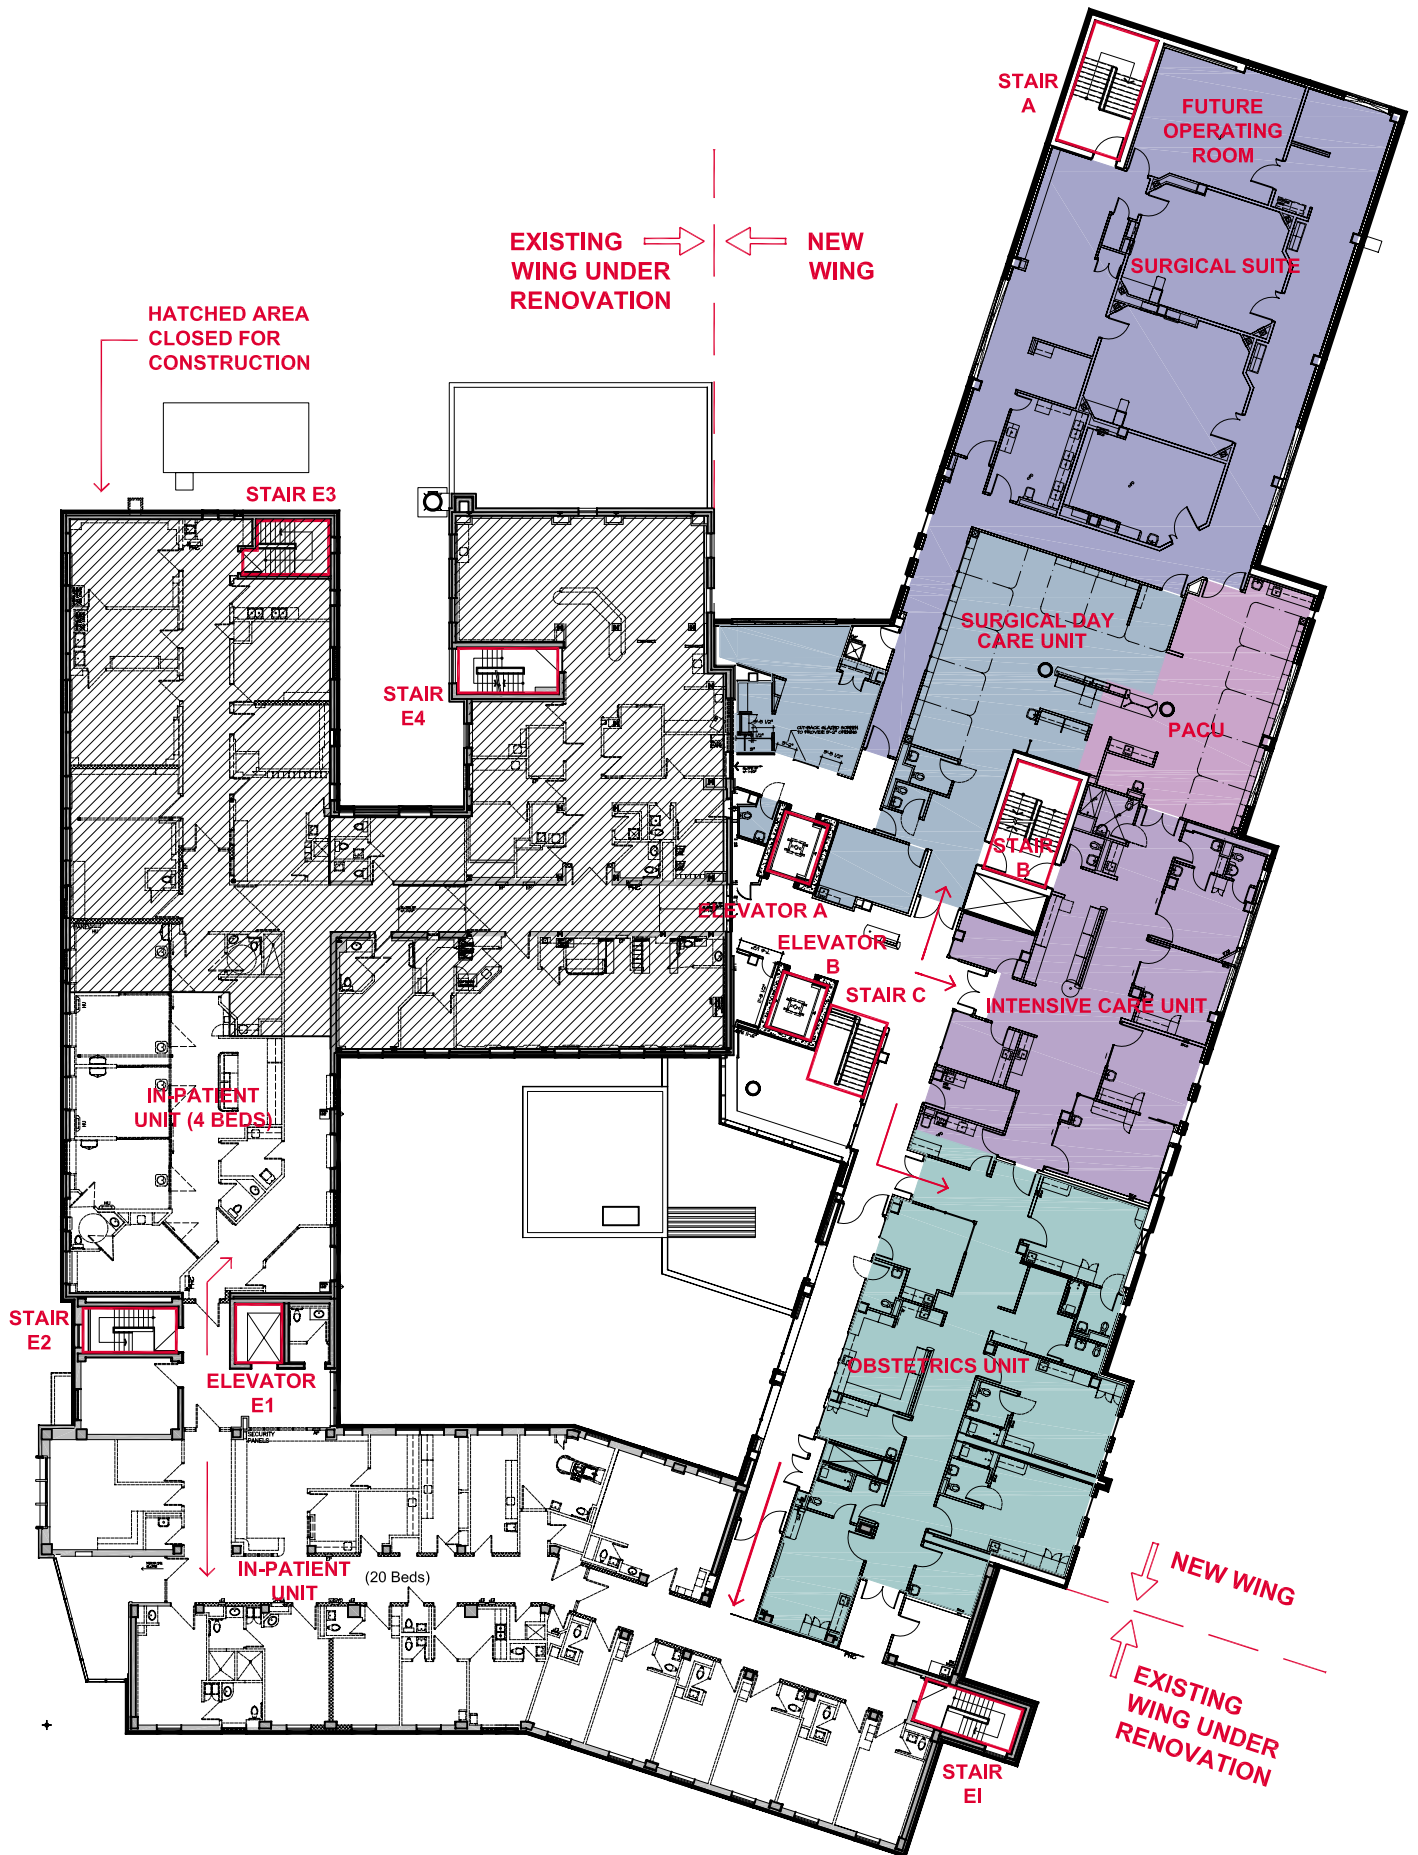 STAIR
A
FUTURE
OPERATING
ROOM
EXISTING
WING UNDER
RENOVATION
NEW
WING
SURGICAL SUITE
HATCHED AREA
CLOSED FOR
CONSTRUCTION
STAIR E3
SURGICAL DAY
CARE UNIT
STAIR
E4
PACU
STAIR
B
ELEVATOR A
ELEVATOR
B
STAIR C
INTENSIVE CARE UNIT
IN-PATIENT
UNIT (4 BEDS)
STAIR
E2
ELEVATOR
E1
OBSTETRICS UNIT
SECURITY
PANELS
IN-PATIENT
UNIT
(20 Beds)
NEW WING
EXISTING
WING UNDER
RENOVATION
STAIR
EI